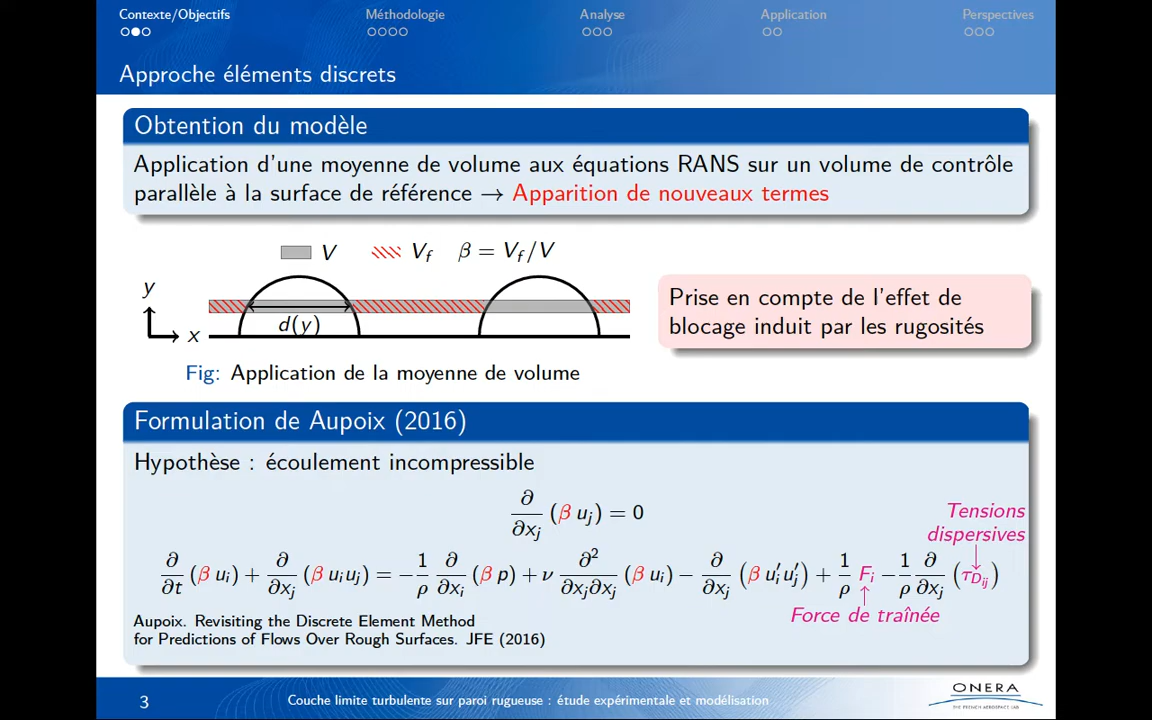 Contexte/Objectifs Méthodologie Analyse Application Perspectives
Approche éléments discrets
Obtention du modèle
Application d'une moyenne de volume aux équations RANS sur un volume de contrôle
parallèle à la surface de référence → Apparition de nouveaux termes
V V_f β = V_f/V
y
x
d(y)
Prise en compte de l'effet de
blocage induit par les rugosités
Fig: Application de la moyenne de volume
Formulation de Aupoix (2016)
Hypothèse : écoulement incompressible
∂/∂x_j (β u_j) = 0
Tensions
dispersives
∂/∂t (β u_i) + ∂/∂x_j (β u_i u_j) = −1/ρ ∂/∂x_i (β p) + ν ∂²/∂x_j∂x_j (β u_i) − ∂/∂x_j (β u′_i u′_j) + 1/ρ F_i − 1/ρ ∂/∂x_j (τ_D_ij)
Force de traînée
Aupoix. Revisiting the Discrete Element Method
for Predictions of Flows Over Rough Surfaces. JFE (2016)
3 Couche limite turbulente sur paroi rugueuse : étude expérimentale et modélisation
ONERA
THE FRENCH AEROSPACE LAB